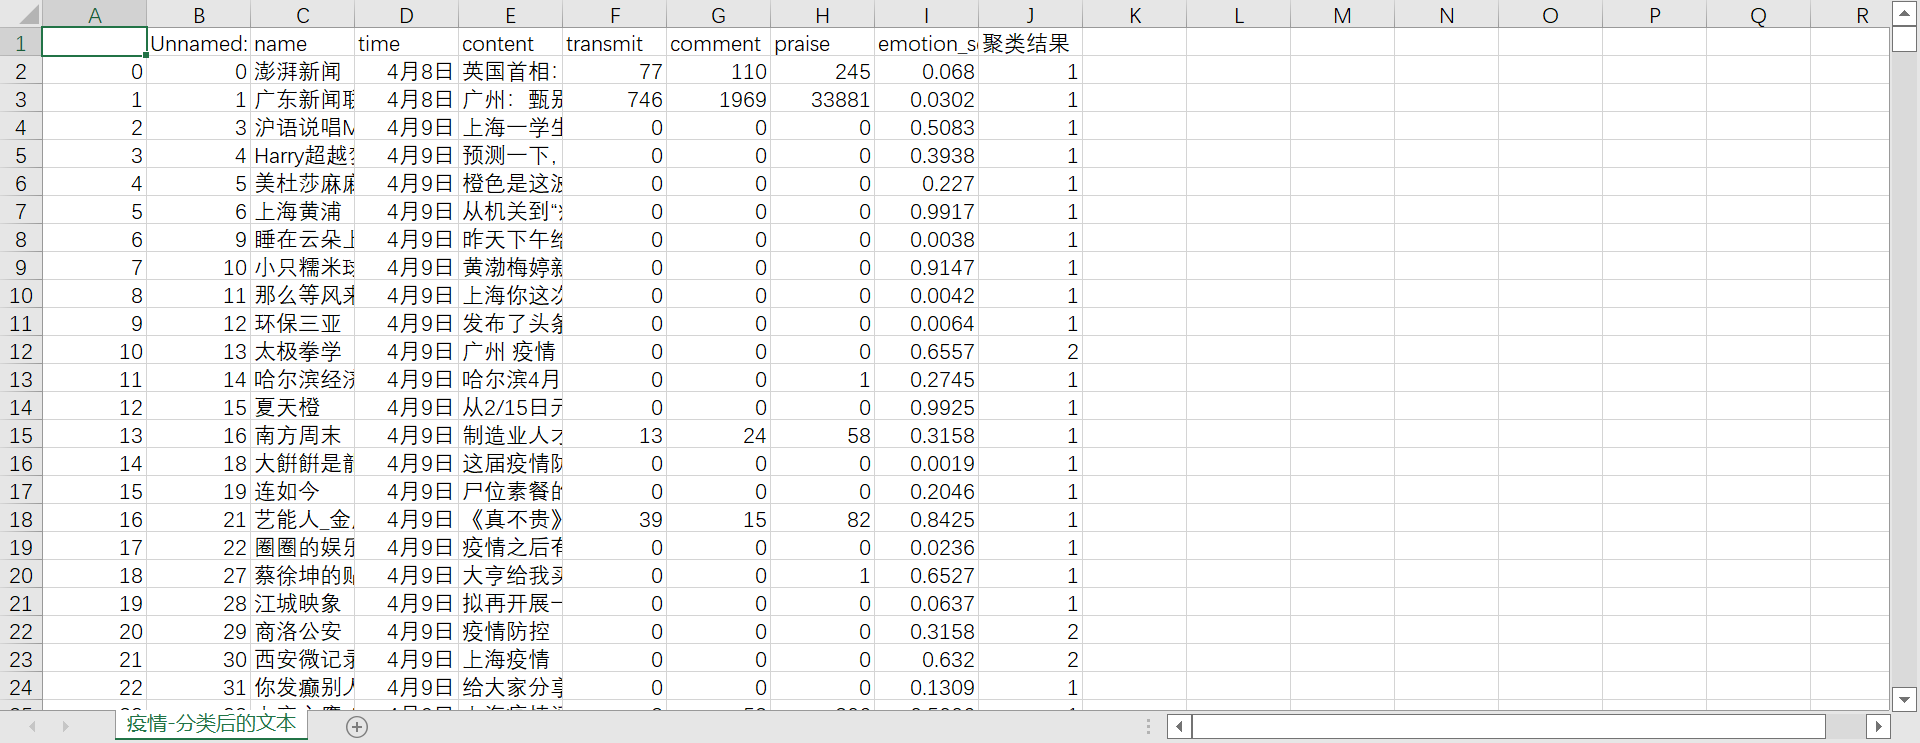 A B C D E F G H I J K L M N O P Q R
1 Unnamed: name time content transmit comment praise emotion_s 聚类结果
2 0 0 澎湃新闻 4月8日 英国首相: 77 110 245 0.068 1
3 1 1 广东新闻联 4月8日 广州：甄别 746 1969 33881 0.0302 1
4 2 3 沪语说唱M 4月9日 上海一学生 0 0 0 0.5083 1
5 3 4 Harry超越梦 4月9日 预测一下, 0 0 0 0.3938 1
6 4 5 美杜莎麻麻 4月9日 橙色是这波 0 0 0 0.227 1
7 5 6 上海黄浦 4月9日 从机关到“ 0 0 0 0.9917 1
8 6 9 睡在云朵上 4月9日 昨天下午给 0 0 0 0.0038 1
9 7 10 小只糯米球 4月9日 黄渤梅婷新 0 0 0 0.9147 1
10 8 11 那么等风来 4月9日 上海你这次 0 0 0 0.0042 1
11 9 12 环保三亚 4月9日 发布了头条 0 0 0 0.0064 1
12 10 13 太极拳学 4月9日 广州 疫情 0 0 0 0.6557 2
13 11 14 哈尔滨经济 4月9日 哈尔滨4月 0 0 1 0.2745 1
14 12 15 夏天橙 4月9日 从2/15日元 0 0 0 0.9925 1
15 13 16 南方周末 4月9日 制造业人才 13 24 58 0.3158 1
16 14 18 大餅餅是龍 4月9日 这届疫情防 0 0 0 0.0019 1
17 15 19 连如今 4月9日 尸位素餐的 0 0 0 0.2046 1
18 16 21 艺能人_金 4月9日 《真不贵》 39 15 82 0.8425 1
19 17 22 圈圈的娱乐 4月9日 疫情之后有 0 0 0 0.0236 1
20 18 27 蔡徐坤的贴 4月9日 大亨给我买 0 0 1 0.6527 1
21 19 28 江城映象 4月9日 拟再开展一 0 0 0 0.0637 1
22 20 29 商洛公安 4月9日 疫情防控 0 0 0 0.3158 2
23 21 30 西安微记录 4月9日 上海疫情 0 0 0 0.632 2
24 22 31 你发癫别人 4月9日 给大家分享 0 0 0 0.1309 1
疫情-分类后的文本